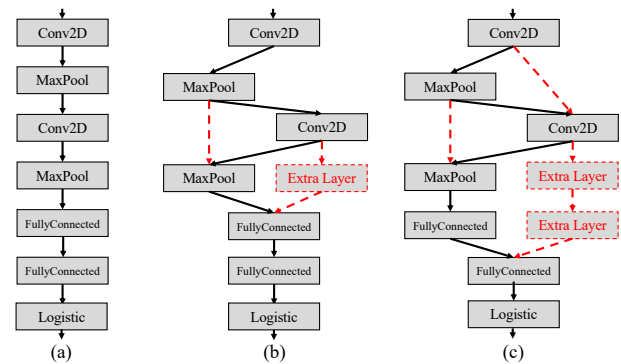 Conv2D
MaxPool
Conv2D
MaxPool
FullyConnected
FullyConnected
Logistic
(a)
Conv2D
MaxPool
Conv2D
MaxPool
Extra Layer
FullyConnected
FullyConnected
Logistic
(b)
Conv2D
MaxPool
Conv2D
MaxPool
Extra Layer
FullyConnected
Extra Layer
FullyConnected
Logistic
(c)